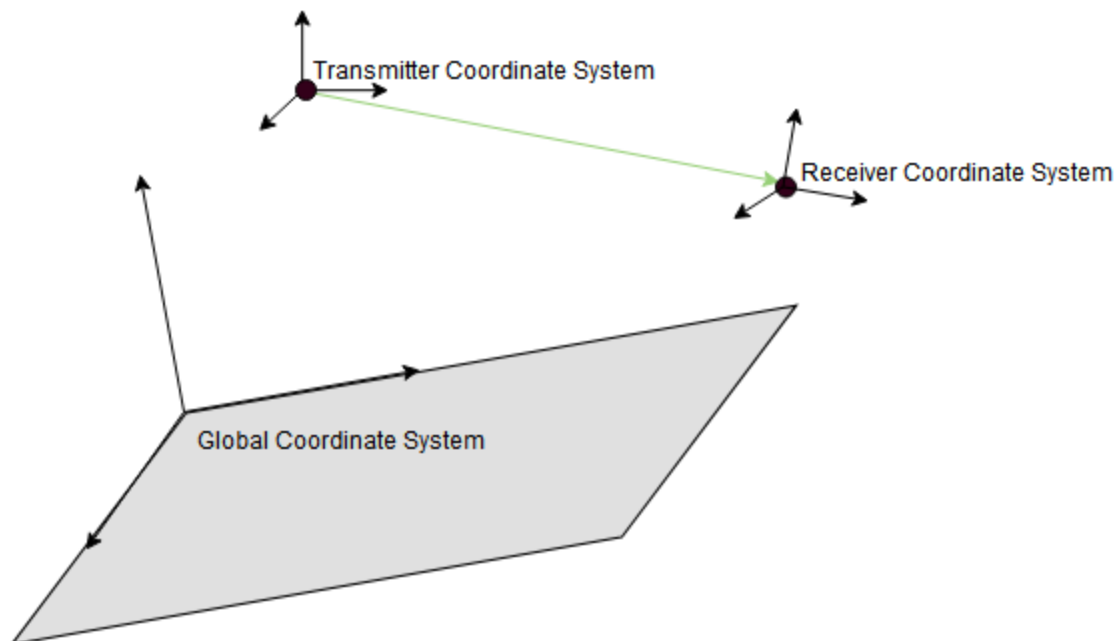 Transmitter Coordinate System
Receiver Coordinate System
Global Coordinate System